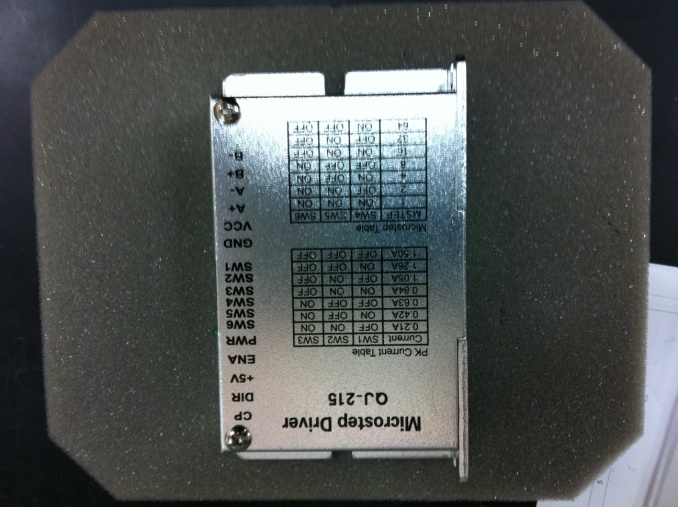 Microstep Driver
QJ-215
PK Current Table
Current SW1 SW2 SW3
0.21A OFF ON ON
0.42A ON OFF ON
0.63A OFF OFF ON
0.84A ON ON OFF
1.05A OFF ON OFF
1.26A ON OFF OFF
1.50A OFF OFF OFF
Microstep Table
MSTEP SW4 SW5 SW6
1 ON ON ON
2 OFF ON ON
4 ON OFF ON
8 OFF OFF ON
16 ON ON OFF
32 OFF ON OFF
64 ON OFF OFF
CP
DIR
+5V
ENA
PWR
SW6
SW5
SW4
SW3
SW2
SW1
GND
VCC
A+
A-
B+
B-